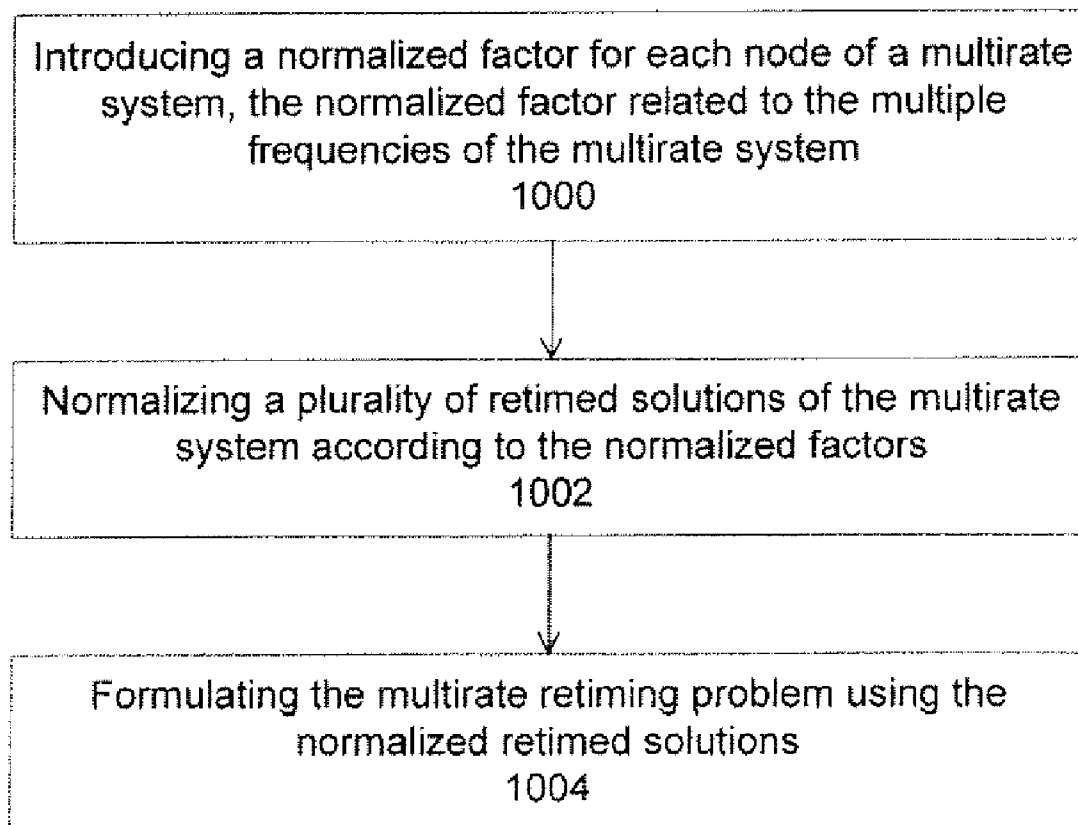 Introducing a normalized factor for each node of a multirate
system, the normalized factor related to the multiple
frequencies of the multirate system
1000
Normalizing a plurality of retimed solutions of the multirate
system according to the normalized factors
1002
Formulating the multirate retiming problem using the
normalized retimed solutions
1004